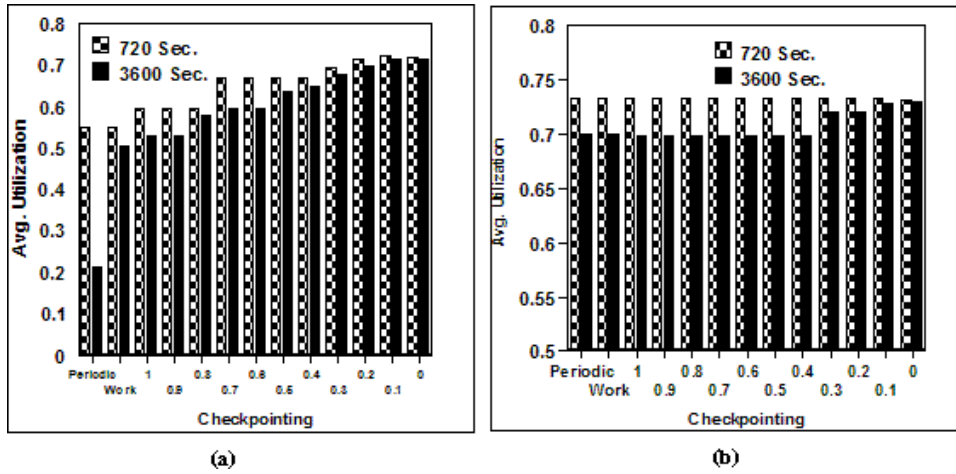 0.8
0.7
0.6
0.5
0.4
0.3
0.2
0.1
0
Avg. Utilization
720 Sec.
3600 Sec.
Periodic 1 0.8 0.6 0.4 0.2 0
Work 0.9 0.7 0.5 0.3 0.1
Checkpointing
(a)
0.8
0.75
0.7
0.65
0.6
0.55
0.5
Avg. Utilization
720 Sec.
3600 Sec.
Periodic 1 0.8 0.6 0.4 0.2 0
Work 0.9 0.7 0.5 0.3 0.1
Checkpointing
(b)